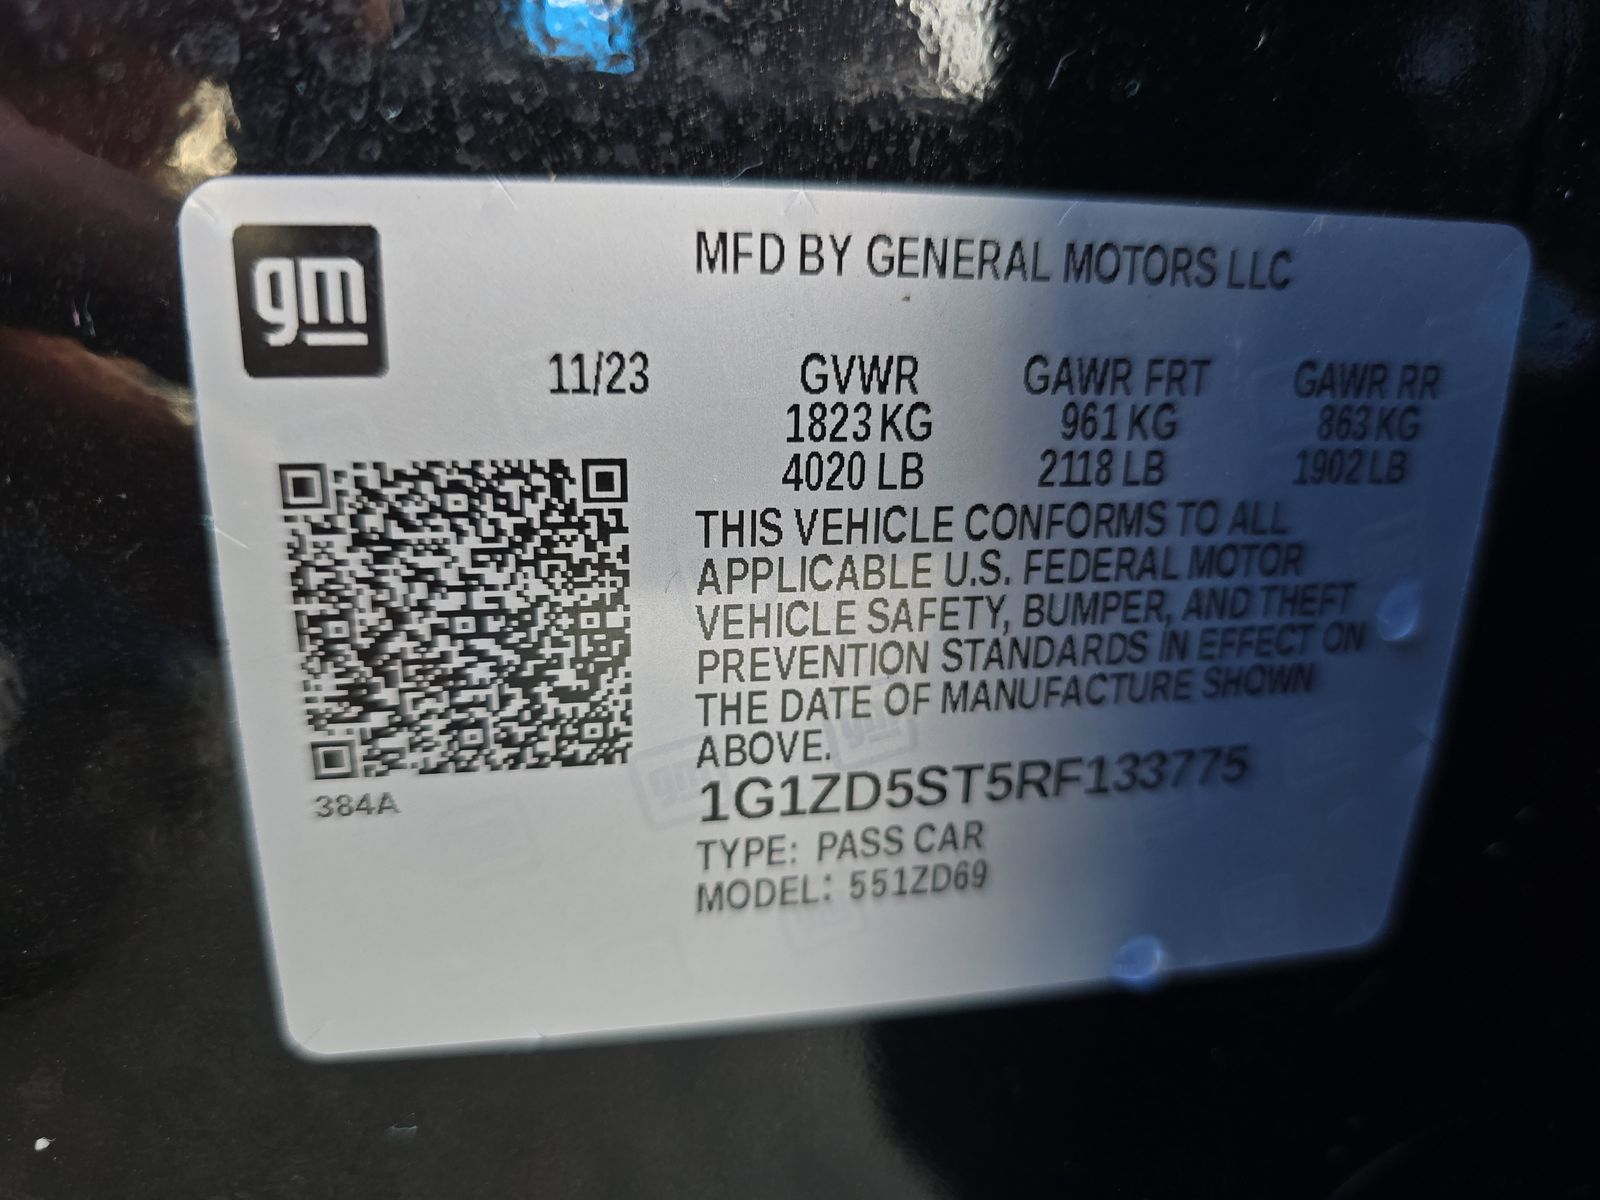 gm
MFD BY GENERAL MOTORS LLC
11/23 GVWR GAWR FRT GAWR RR
1823 KG 961 KG 863 KG
4020 LB 2118 LB 1902 LB
THIS VEHICLE CONFORMS TO ALL
APPLICABLE U.S. FEDERAL MOTOR
VEHICLE SAFETY, BUMPER, AND THEFT
PREVENTION STANDARDS IN EFFECT ON
THE DATE OF MANUFACTURE SHOWN
ABOVE.
1G1ZD5ST5RF133775
384A
TYPE: PASS CAR
MODEL: 551ZD69